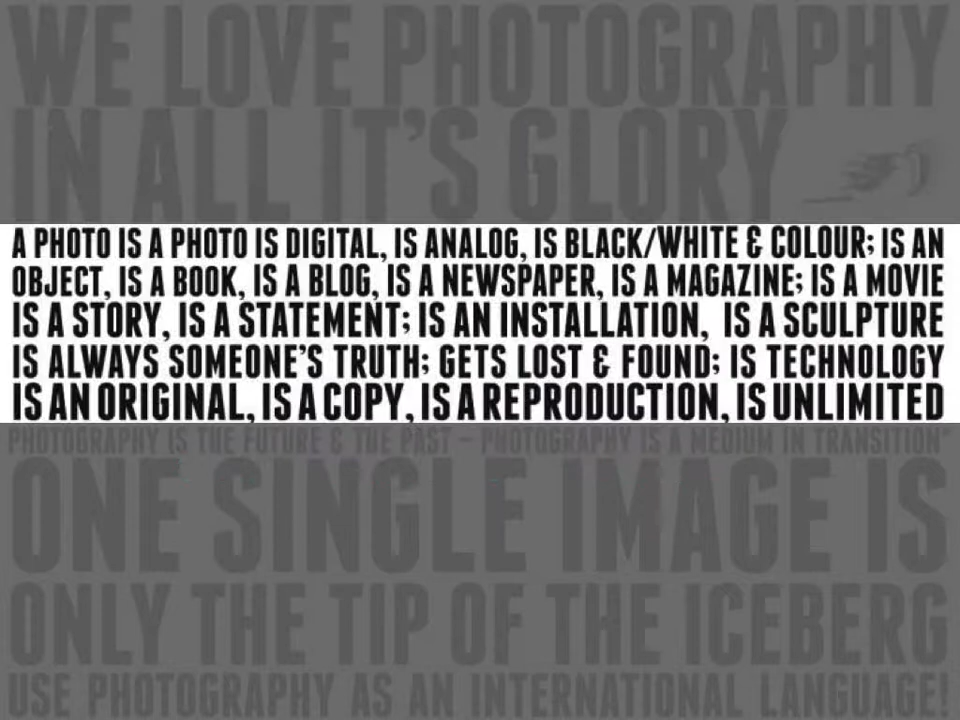 WE LOVE PHOTOGRAPHY
IN ALL IT'S GLORY
A PHOTO IS A PHOTO IS DIGITAL, IS ANALOG, IS BLACK/WHITE & COLOUR; IS AN
OBJECT, IS A BOOK, IS A BLOG, IS A NEWSPAPER, IS A MAGAZINE; IS A MOVIE
IS A STORY, IS A STATEMENT; IS AN INSTALLATION, IS A SCULPTURE
IS ALWAYS SOMEONE'S TRUTH; GETS LOST & FOUND; IS TECHNOLOGY
IS AN ORIGINAL, IS A COPY, IS A REPRODUCTION, IS UNLIMITED
PHOTOGRAPHY IS THE FUTURE & THE PAST - PHOTOGRAPHY IS A MEDIUM IN TRANSITION"
ONE SINGLE IMAGE IS
ONLY THE TIP OF THE ICEBERG
USE PHOTOGRAPHY AS AN INTERNATIONAL LANGUAGE!